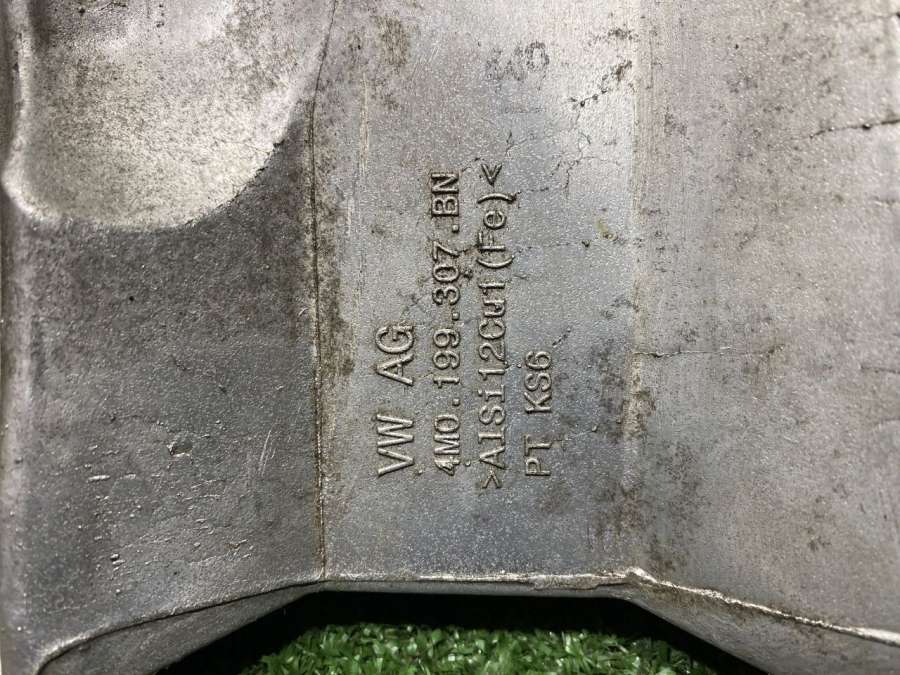 VW AG
4M0.199.307.BN
>AlSi12Cu1(Fe)<
PT KS6